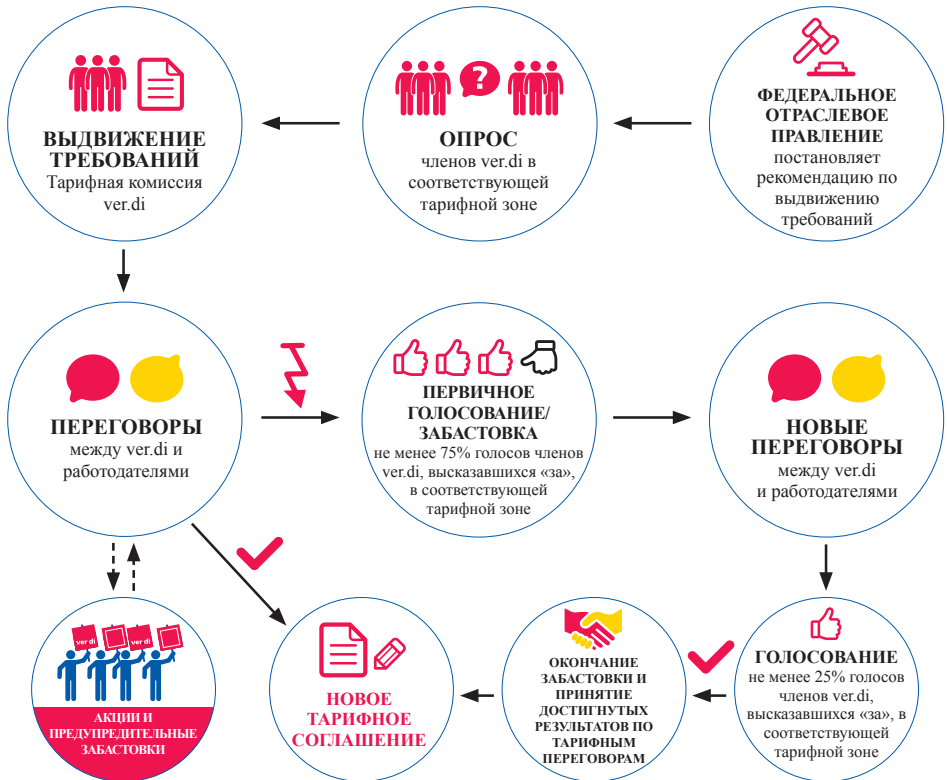 ВЫДВИЖЕНИЕ
ТРЕБОВАНИЙ
Тарифная комиссия
ver.di
?
ОПРОС
членов ver.di в
соответствующей
тарифной зоне
ФЕДЕРАЛЬНОЕ
ОТРАСЛЕВОЕ
ПРАВЛЕНИЕ
постановляет
рекомендацию по
выдвижению
требований
ПЕРЕГОВОРЫ
между ver.di и
работодателями
ПЕРВИЧНОЕ
ГОЛОСОВАНИЕ/
ЗАБАСТОВКА
не менее 75% голосов членов
ver.di, высказавшихся «за»,
в соответствующей
тарифной зоне
НОВЫЕ
ПЕРЕГОВОРЫ
между ver.di
и работодателями
ver di
ver di
АКЦИИ И
ПРЕДУПРЕДИТЕЛЬНЫЕ
ЗАБАСТОВКИ
НОВОЕ
ТАРИФНОЕ
СОГЛАШЕНИЕ
ОКОНЧАНИЕ
ЗАБАСТОВКИ И
ПРИНЯТИЕ
ДОСТИГНУТЫХ
РЕЗУЛЬТАТОВ ПО
ТАРИФНЫМ
ПЕРЕГОВОРАМ
ГОЛОСОВАНИЕ
не менее 25% голосов
членов ver.di,
высказавшихся «за», в
соответствующей
тарифной зоне